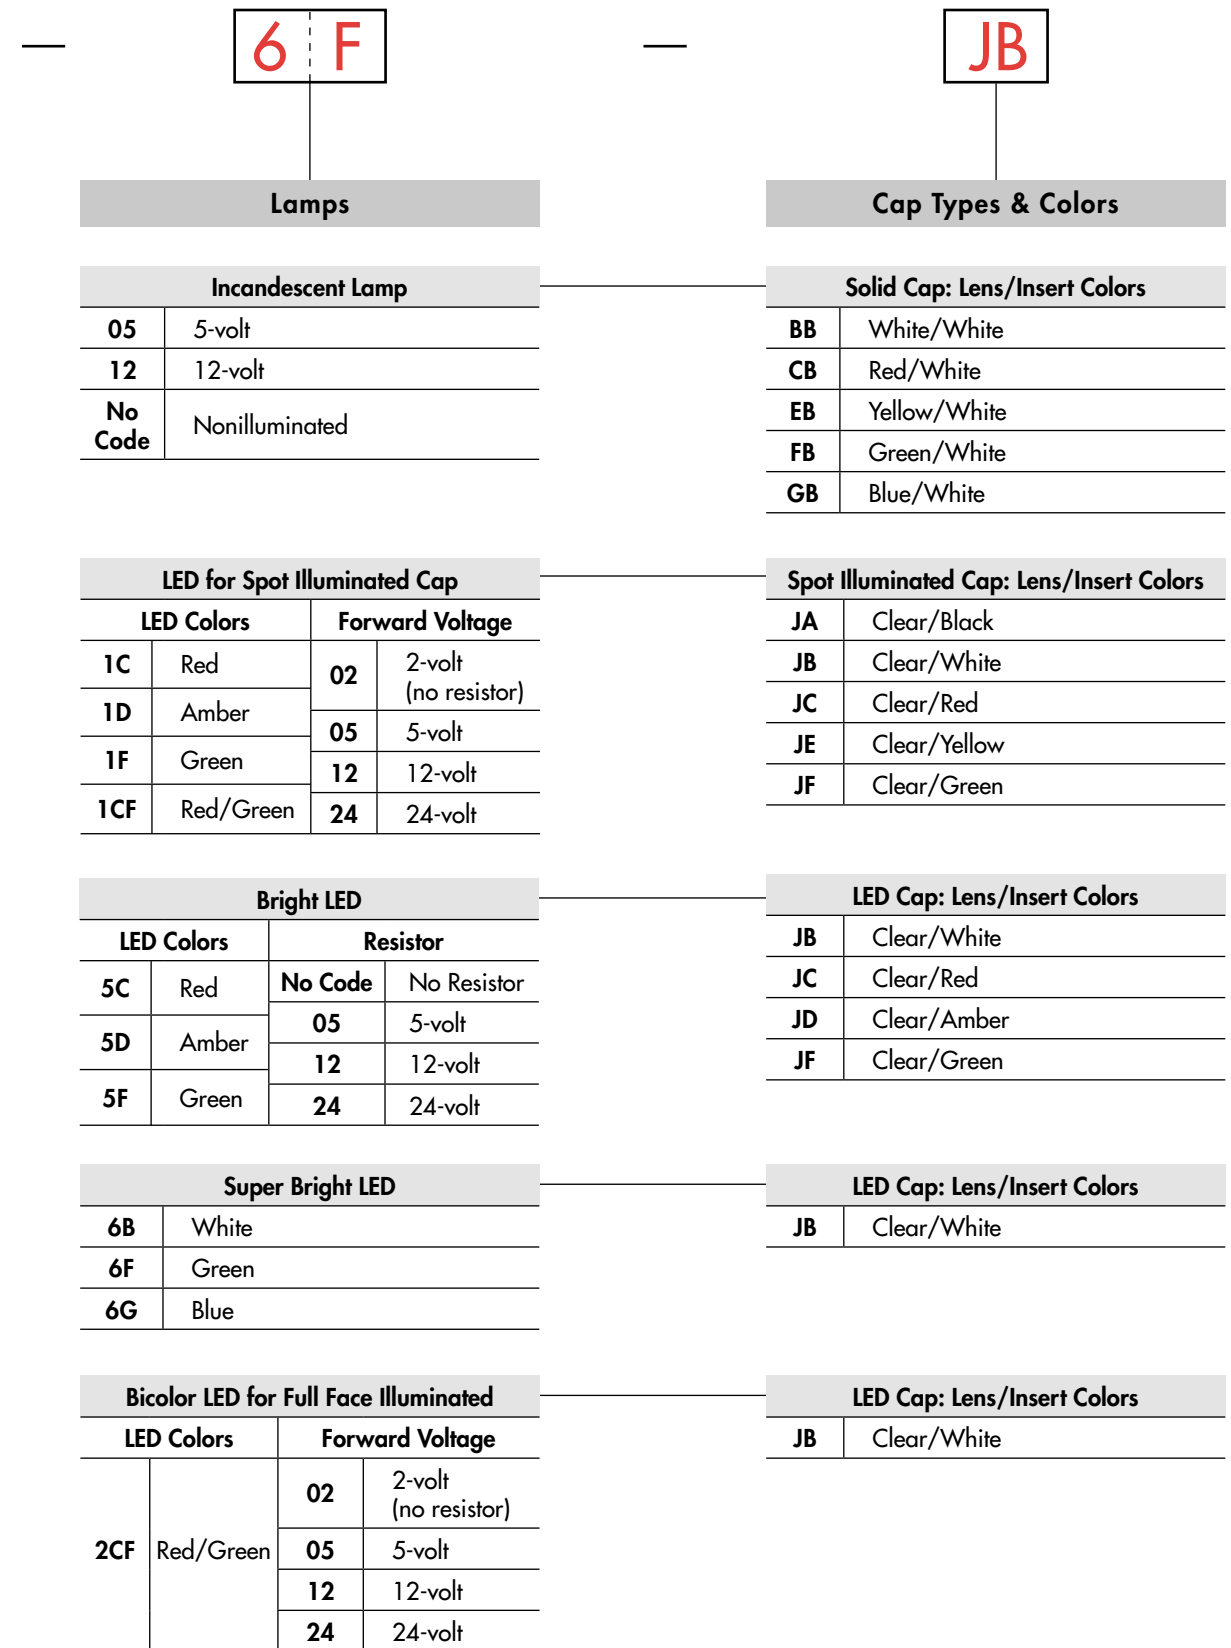 — 6 F — JB
Lamps
Cap Types & Colors
Incandescent Lamp
05 5-volt
12 12-volt
No
Code Nonilluminated
Solid Cap: Lens/Insert Colors
BB White/White
CB Red/White
EB Yellow/White
FB Green/White
GB Blue/White
LED for Spot Illuminated Cap
LED Colors Forward Voltage
1C Red
1D Amber
1F Green
1CF Red/Green
02 2-volt
(no resistor)
05 5-volt
12 12-volt
24 24-volt
Spot Illuminated Cap: Lens/Insert Colors
JA Clear/Black
JB Clear/White
JC Clear/Red
JE Clear/Yellow
JF Clear/Green
Bright LED
LED Colors Resistor
5C Red
5D Amber
5F Green
No Code No Resistor
05 5-volt
12 12-volt
24 24-volt
LED Cap: Lens/Insert Colors
JB Clear/White
JC Clear/Red
JD Clear/Amber
JF Clear/Green
Super Bright LED
6B White
6F Green
6G Blue
LED Cap: Lens/Insert Colors
JB Clear/White
Bicolor LED for Full Face Illuminated
LED Colors Forward Voltage
2CF Red/Green
02 2-volt
(no resistor)
05 5-volt
12 12-volt
24 24-volt
LED Cap: Lens/Insert Colors
JB Clear/White